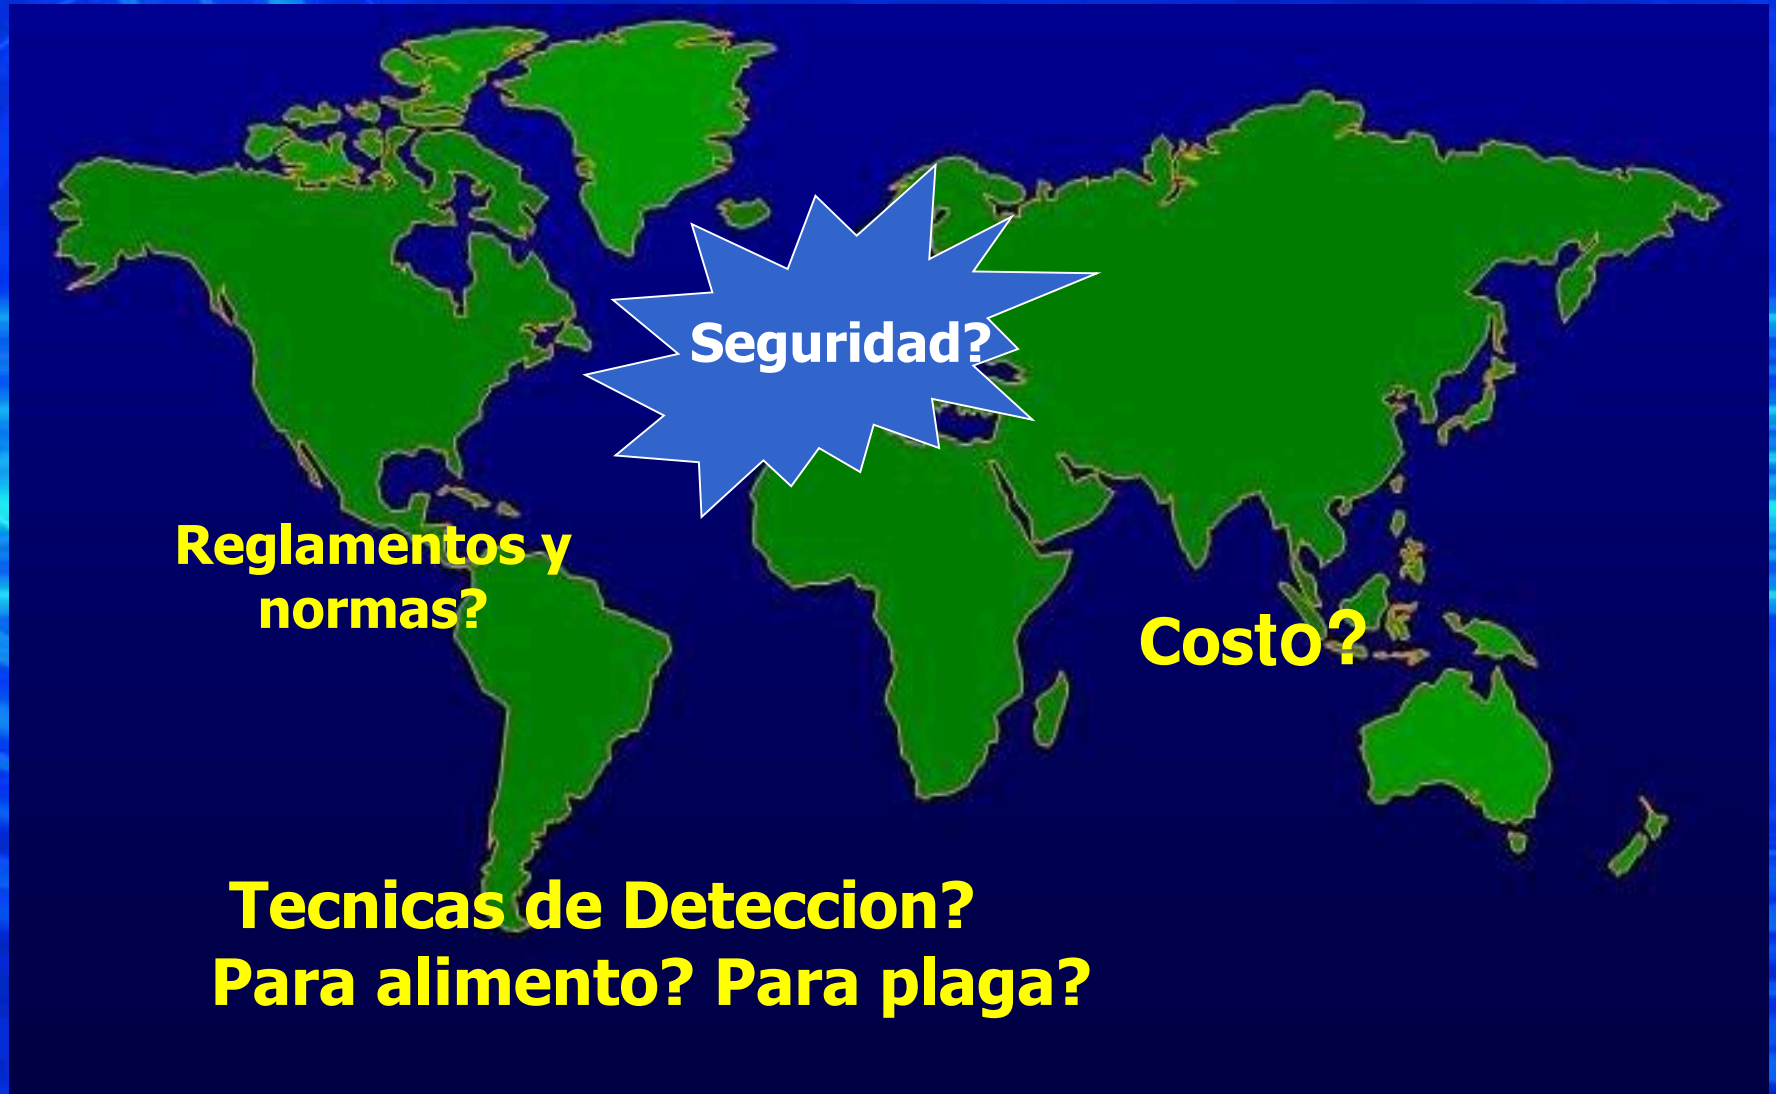 Seguridad?
Reglamentos y
normas?
Costo?
Tecnicas de Deteccion?
Para alimento? Para plaga?